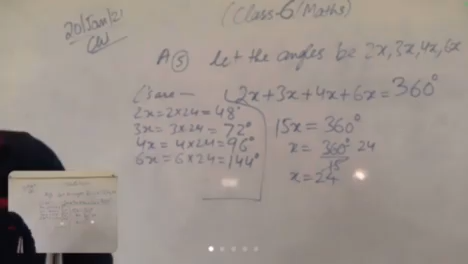 (Class-6 (Maths)
20/Jan/21
CW
A⑤ Let the angles be 2x, 3x, 4x, 6x
2x+3x+4x+6x=360°
15x=360°
x=360° 24
15
x=24
∠'s are —
2x=2×24=48°
3x=3×24=72°
4x=4×24=96°
6x=6×24=144°